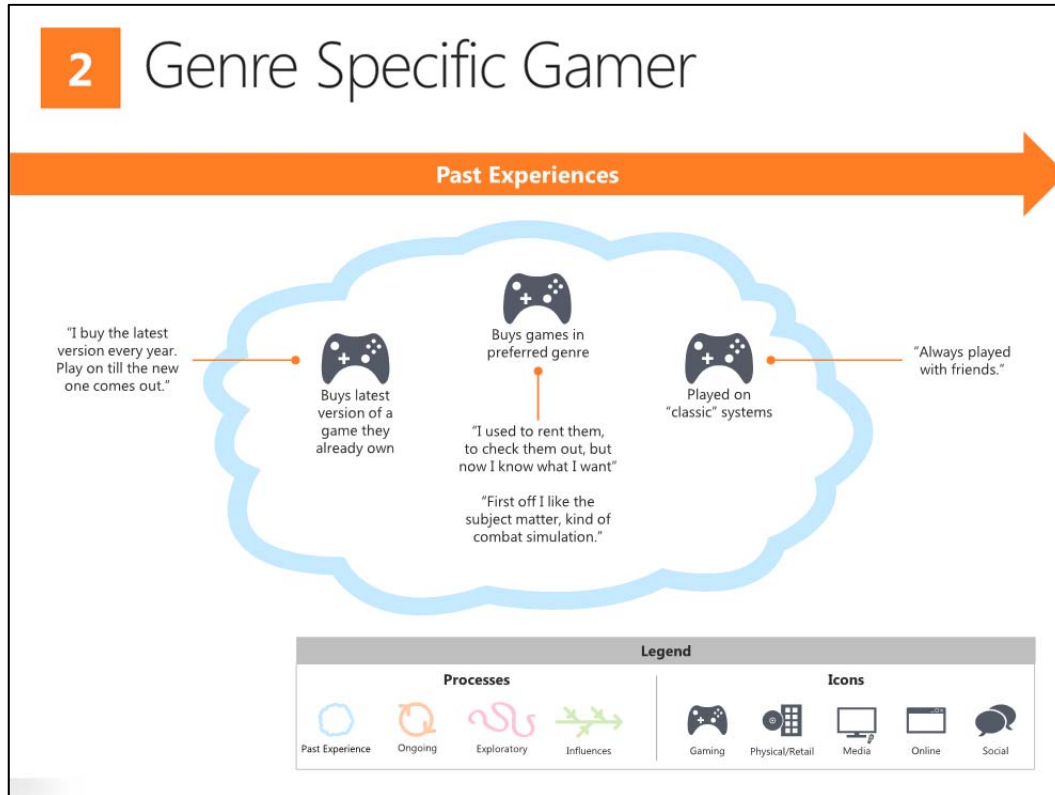 2 Genre Specific Gamer
Past Experiences
"I buy the latest
version every year.
Play on till the new
one comes out."
Buys latest
version of a
game they
already own
Buys games in
preferred genre
"I used to rent them,
to check them out, but
now I know what I want"
"First off I like the
subject matter, kind of
combat simulation."
Played on
"classic" systems
"Always played
with friends."
Legend
Processes
Past Experience
Ongoing
Exploratory
Influences
Icons
Gaming
Physical/Retail
Media
Online
Social